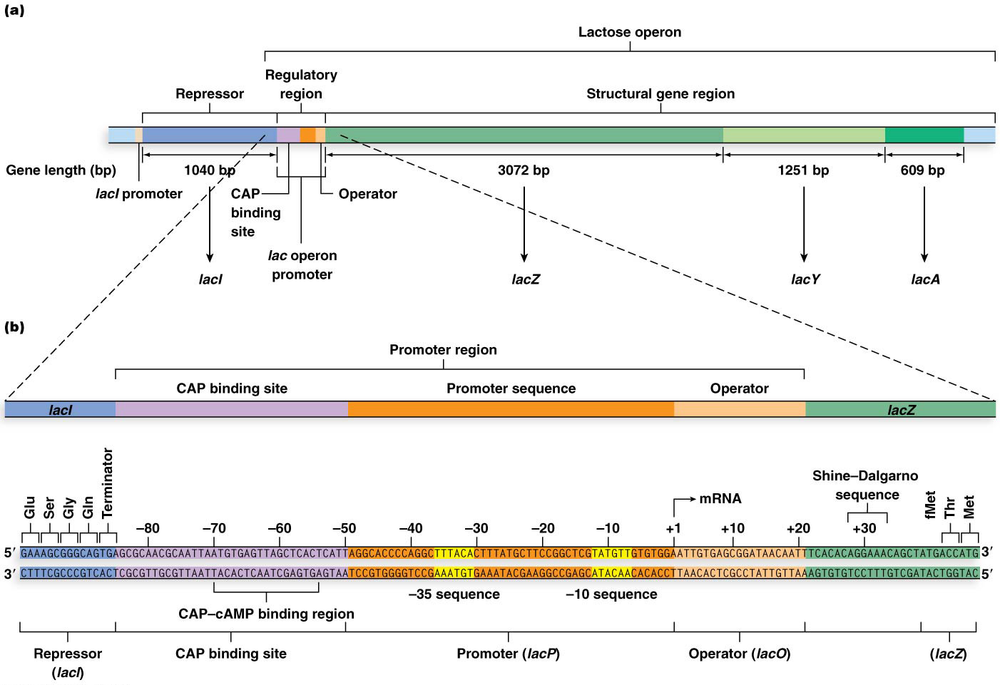 (a)
Lactose operon
Regulatory
region
Repressor
Structural gene region
Gene length (bp)
1040 bp
3072 bp
1251 bp
609 bp
lacI promoter
CAP
binding
site
Operator
lac operon
promoter
lacI
lacZ
lacY
lacA
(b)
Promoter region
CAP binding site
Promoter sequence
Operator
lacI
lacZ
Glu
Ser
Gly
Gln
Terminator
Shine–Dalgarno
sequence
fMet
Thr
Met
mRNA
–80 –70 –60 –50 –40 –30 –20 –10 +1 +10 +20 +30
5′ GAAAGCGGGCAGTGAGCGCAACGCAATTAATGTGAGTTAGCTCACTCATTAGGCACCCCAGGCTTTACACTTTATGCTTCCGGCTCGTATGTTGTGTGGAATTGTGAGCGGATAACAATTTCACACAGGAAACAGCTATGACCATG 3′
3′ CTTTCGCCCGTCACTCGCGTTGCGTTAATTACACTCAATCGAGTGAGTAATCCGTGGGGTCCGAAATGTGAAATACGAAGGCCGAGCATACAACACACCTTAACACTCGCCTATTGTTAAAGTGTGTCCTTTGTCGATACTGGTAC 5′
–35 sequence
–10 sequence
CAP–cAMP binding region
Repressor
(lacI)
CAP binding site
Promoter (lacP)
Operator (lacO)
(lacZ)